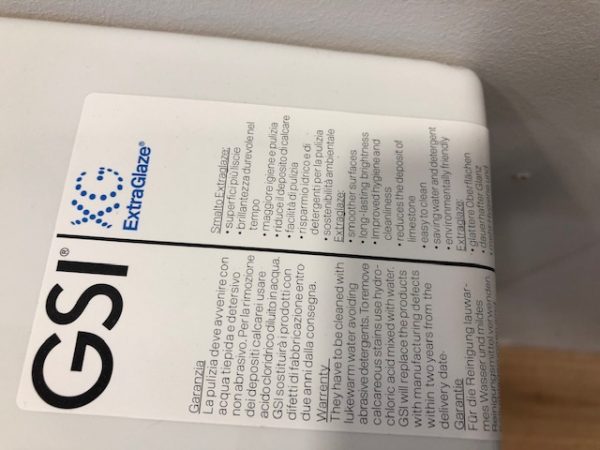 GSI®
Garanzia
La pulizia deve avvenire con
acqua tiepida e detersivo
non abrasivo. Per la rimozione
dei depositi calcarei usare
acido cloridrico diluito in acqua.
GSI sostituirà i prodotti con
difetti di fabbricazione entro
due anni dalla consegna.
Warrenty
They have to be cleaned with
lukewarm water avoiding
abrasive detergents. To remove
calcareous stains use hydro-
chloric acid mixed with water.
GSI will replace the products
with manufacturing defects
within two years from the
delivery date·
Garantie
Für die Reinigung lauwar-
mes Wasser und mildes
Reinigungsmittel verwenden.
XG
ExtraGlaze®
Smalto Extraglaze:
• superfici più lisce
• brillantezza durevole nel
tempo
• maggiore igiene e pulizia
• riduce il deposito di calcare
• facilità di pulizia
• risparmio idrico e di
detergenti per la pulizia
• sostenibilità ambientale
Extraglaze:
• smoother surfaces
• long-lasting brightness
• improved hygiene and
cleanliness
• reduces the deposit of
limestone
• easy to clean
• saving water and detergent
• environmentally friendly
Extraglaze:
• glattere Oberflächen
• dauerhafter Glanz